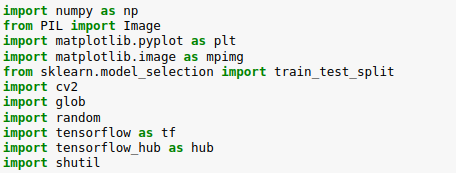 import numpy as np
from PIL import Image
import matplotlib.pyplot as plt
import matplotlib.image as mpimg
from sklearn.model_selection import train_test_split
import cv2
import glob
import random
import tensorflow as tf
import tensorflow_hub as hub
import shutil